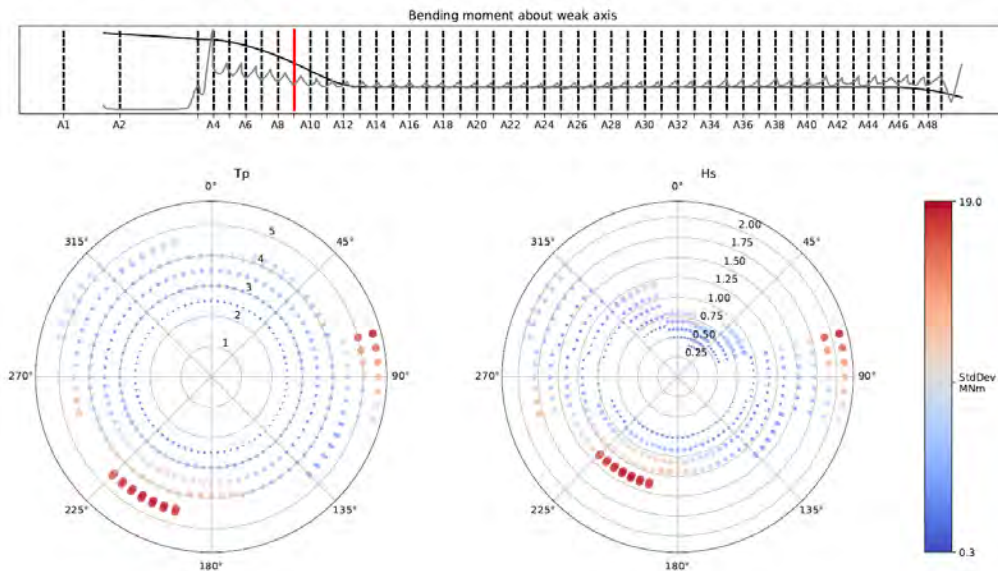 Bending moment about weak axis
A1 A2 A4 A6 A8 A10 A12 A14 A16 A18 A20 A22 A24 A26 A28 A30 A32 A34 A36 A38 A40 A42 A44 A46 A48
Tp Hs
0° 0°
315° 45° 315° 45°
5 4 3 2 1
2.00
1.75
1.50
1.25
1.00
0.75
0.50
0.25
270° 90° 270° 90°
225° 135° 225° 135°
180° 180°
19.0
StdDev
MNm
0.3